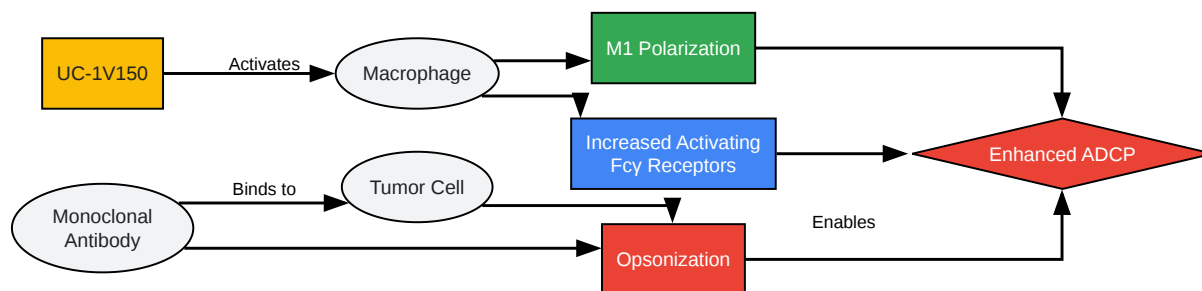 UC-1V150
Activates
Macrophage
M1 Polarization
Increased Activating
Fcγ Receptors
Enhanced ADCP
Monoclonal
Antibody
Binds to
Tumor Cell
Opsonization
Enables